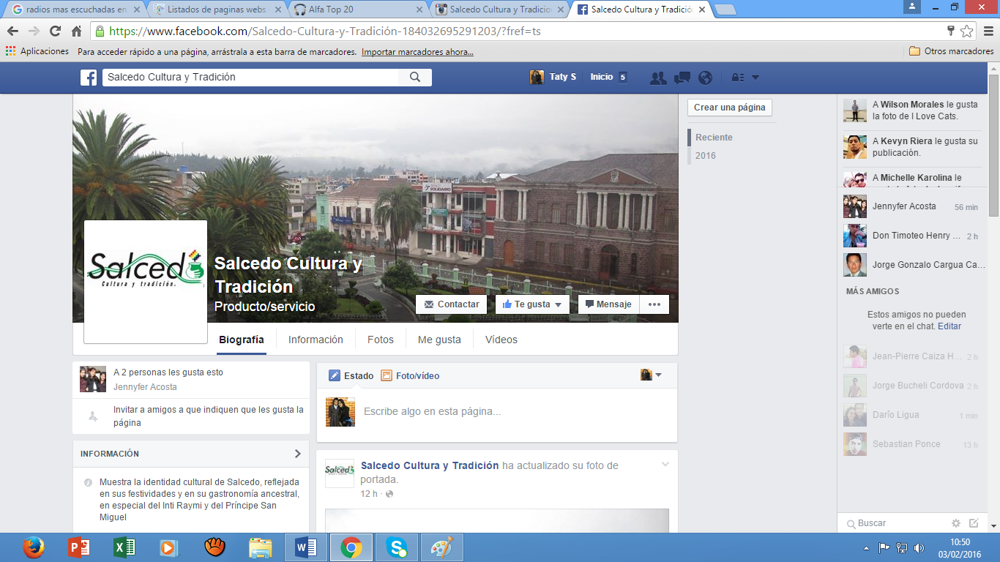 radios mas escuchadas en
Listados de paginas webs
Alfa Top 20
Salcedo Cultura y Tradicio
Salcedo Cultura y Tradició
https://www.facebook.com/Salcedo-Cultura-y-Tradición-184032695291203/?fref=ts
Aplicaciones
Para acceder rápido a una página, arrástrala a esta barra de marcadores. Importar marcadores ahora...
Otros marcadores
Salcedo Cultura y Tradición
Taty S
Inicio 5
SOLIDARIO
Salcedo
Cultura y tradición.
Salcedo Cultura y
Tradición
Producto/servicio
Contactar
Te gusta
Mensaje
Biografía
Información
Fotos
Me gusta
Vídeos
A 2 personas les gusta esto
Jennyfer Acosta
Invitar a amigos a que indiquen que les gusta la
página
INFORMACIÓN
Muestra la identidad cultural de Salcedo, reflejada
en sus festividades y en su gastronomía ancestral,
en especial del Inti Raymi y del Príncipe San
Miguel
Estado
Foto/vídeo
Escribe algo en esta página...
Salcedo
Salcedo Cultura y Tradición ha actualizado su foto de
portada.
12 h ·
Crear una página
Reciente
2016
A Wilson Morales le gusta
la foto de I Love Cats.
A Kevyn Riera le gusta su
publicación.
A Michelle Karolina le
Jennyfer Acosta 56 min
Don Timoteo Henry ... 2 h
Jorge Gonzalo Cargua Ca...
MÁS AMIGOS
Estos amigos no pueden
verte en el chat. Editar
Jean-Pierre Caiza H... 2 h
Jorge Bucheli Cordova 2 h
Darío Ligua 1 min
Sebastian Ponce 13 h
Buscar
10:50
03/02/2016